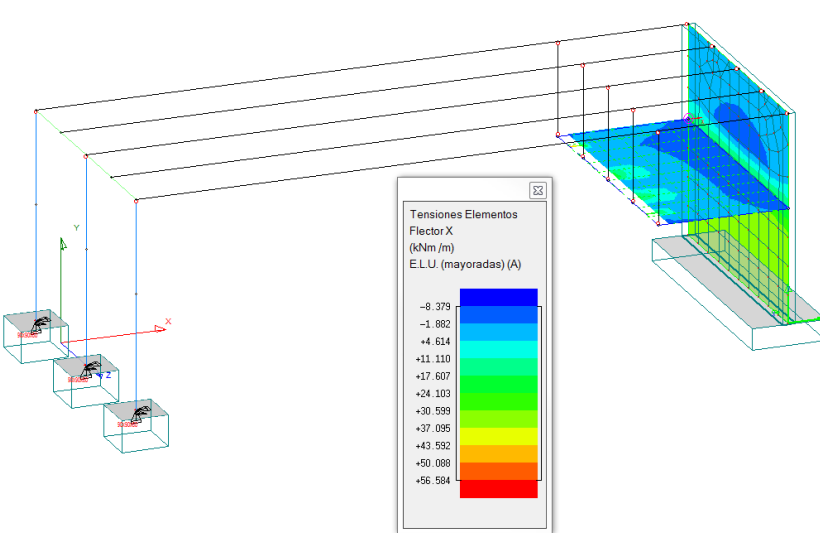 Y
X
Z
Tensiones Elementos
Flector X
(kNm /m)
E.L.U. (mayoradas) (A)
-8.379
-1.882
+4.614
+11.110
+17.607
+24.103
+30.599
+37.095
+43.592
+50.088
+56.584